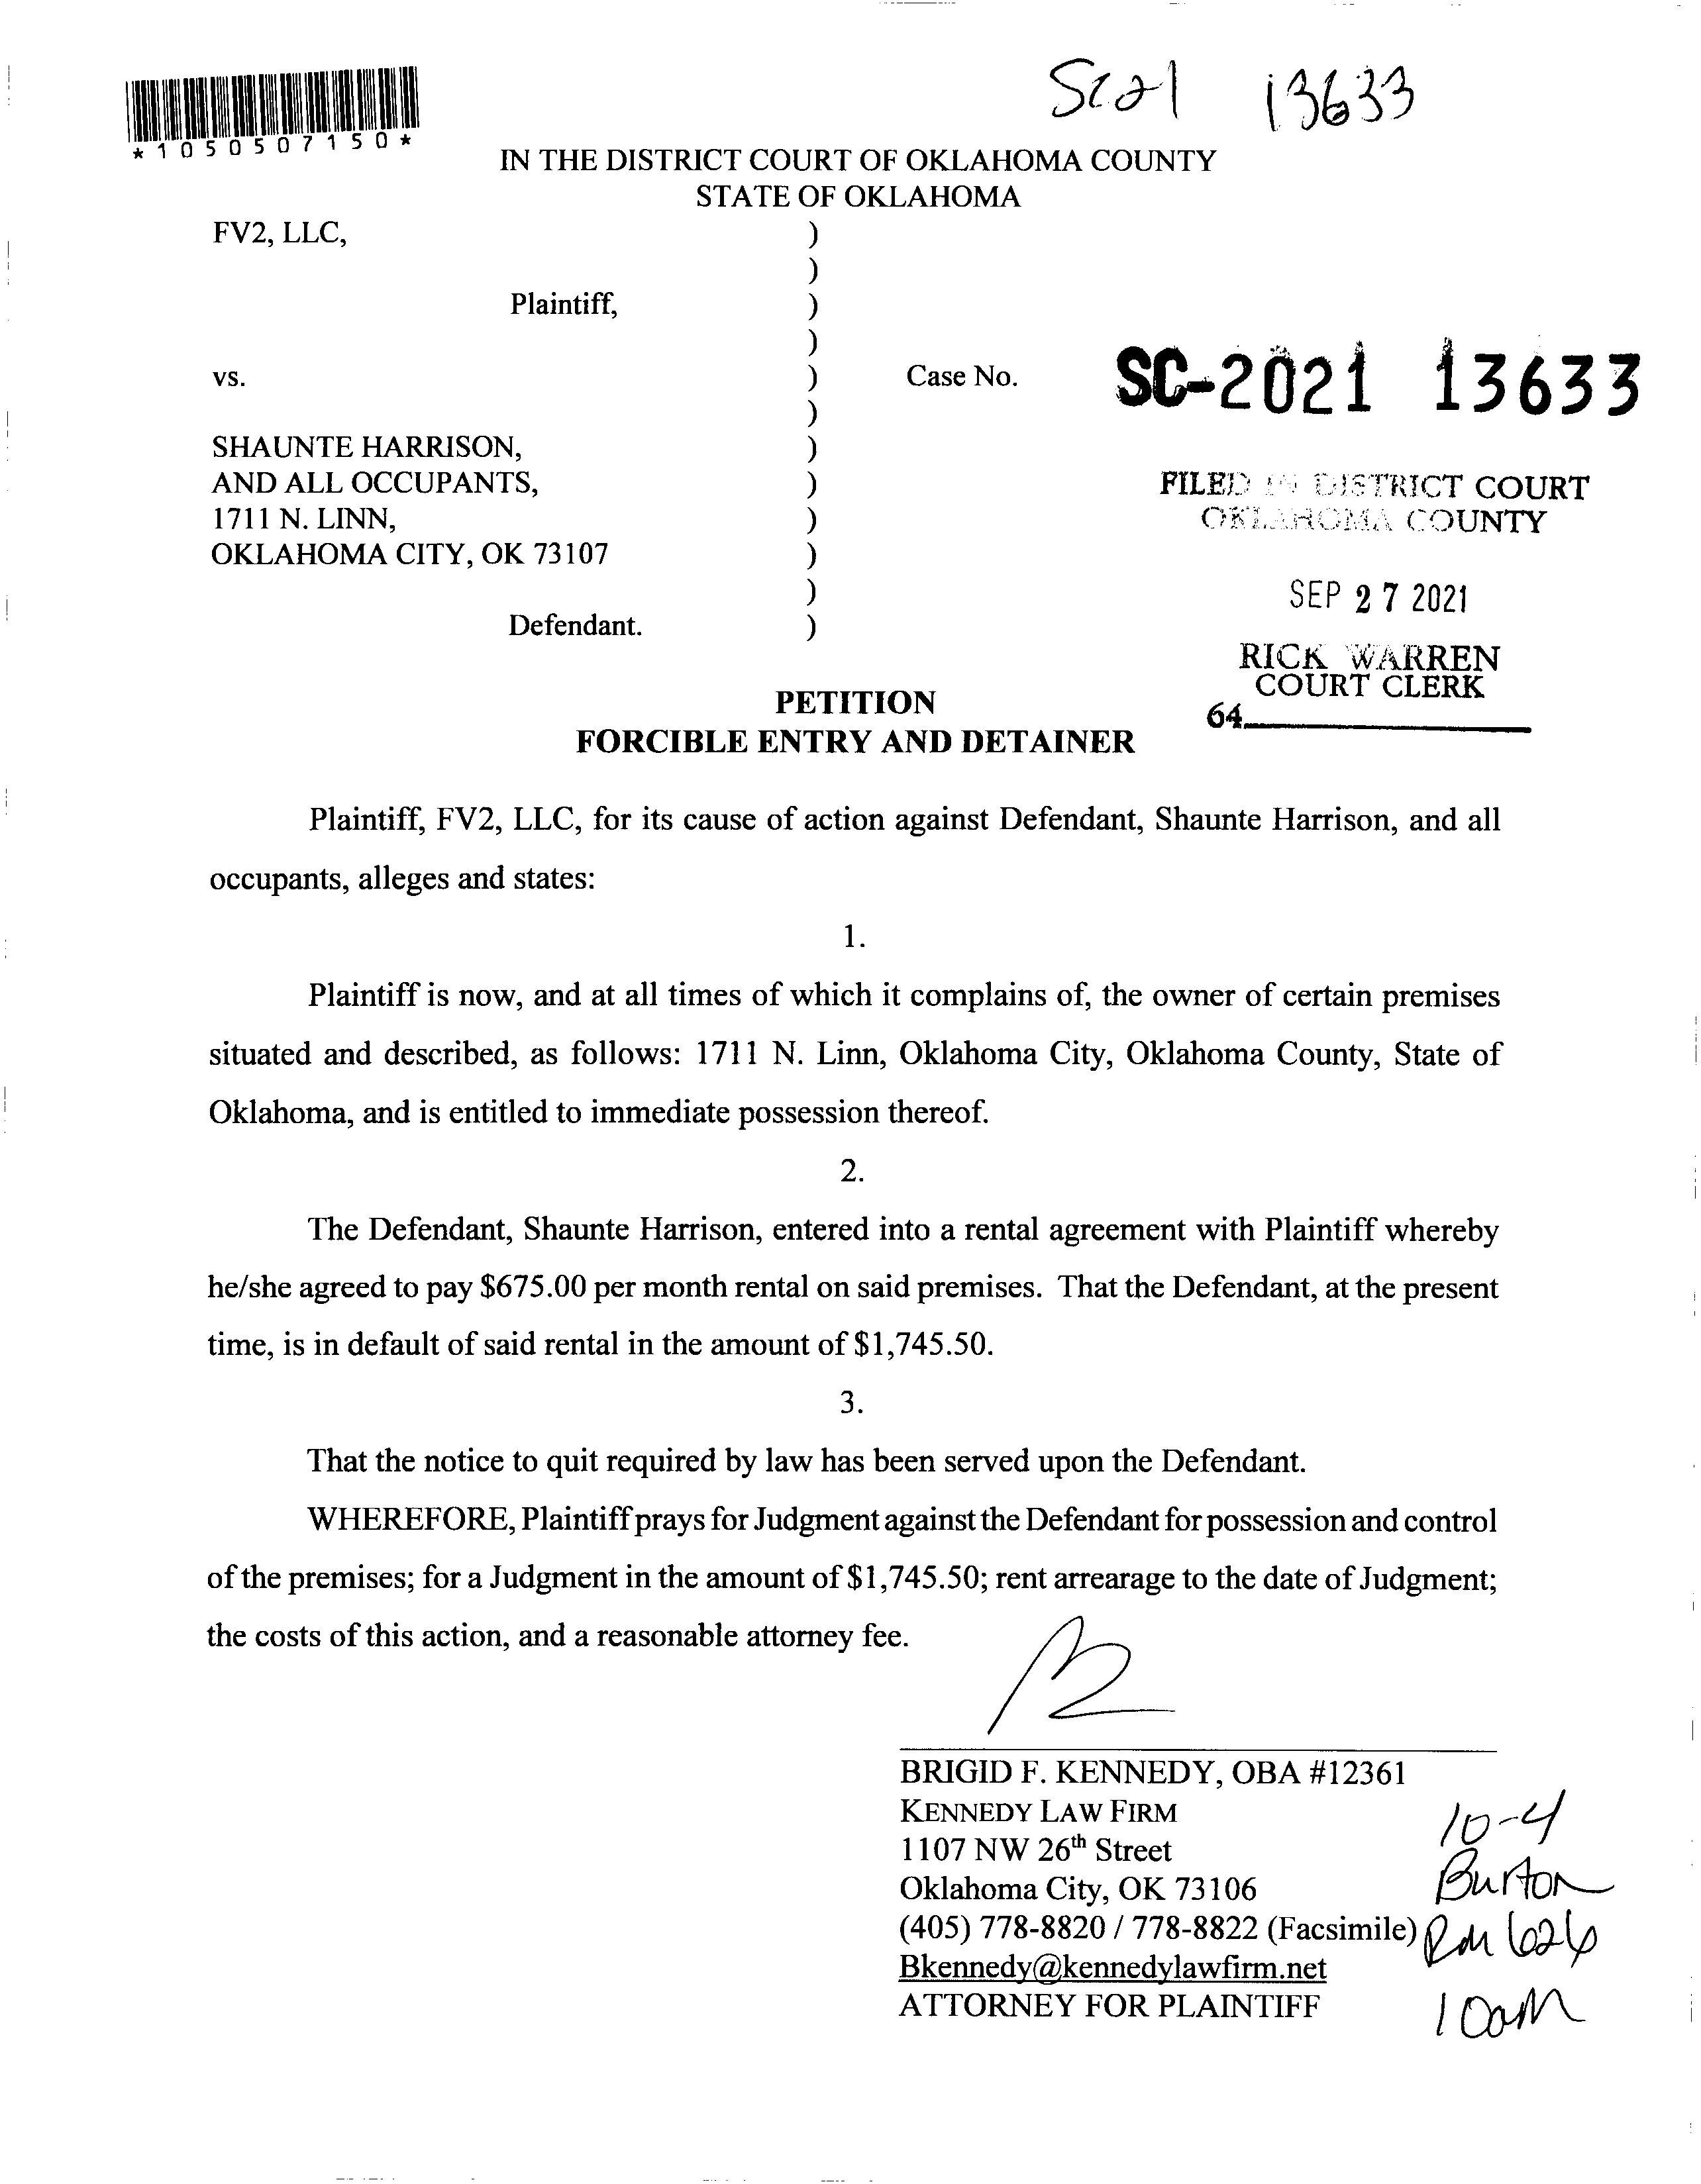 Sc21 13633
*1050507150*
IN THE DISTRICT COURT OF OKLAHOMA COUNTY
STATE OF OKLAHOMA
FV2, LLC, )
)
Plaintiff, )
)
vs. ) Case No. SC-2021 13633
)
SHAUNTE HARRISON, )
AND ALL OCCUPANTS, )
1711 N. LINN, )
OKLAHOMA CITY, OK 73107 )
)
Defendant. )
FILED IN DISTRICT COURT
OKLAHOMA COUNTY
SEP 27 2021
RICK WARREN
COURT CLERK
64
PETITION
FORCIBLE ENTRY AND DETAINER
Plaintiff, FV2, LLC, for its cause of action against Defendant, Shaunte Harrison, and all
occupants, alleges and states:
1.
Plaintiff is now, and at all times of which it complains of, the owner of certain premises
situated and described, as follows: 1711 N. Linn, Oklahoma City, Oklahoma County, State of
Oklahoma, and is entitled to immediate possession thereof.
2.
The Defendant, Shaunte Harrison, entered into a rental agreement with Plaintiff whereby
he/she agreed to pay $675.00 per month rental on said premises. That the Defendant, at the present
time, is in default of said rental in the amount of $1,745.50.
3.
That the notice to quit required by law has been served upon the Defendant.
WHEREFORE, Plaintiff prays for Judgment against the Defendant for possession and control
of the premises; for a Judgment in the amount of $1,745.50; rent arrearage to the date of Judgment;
the costs of this action, and a reasonable attorney fee.
BRIGID F. KENNEDY, OBA #12361
KENNEDY LAW FIRM
1107 NW 26th Street
Oklahoma City, OK 73106
(405) 778-8820 / 778-8822 (Facsimile)
Bkennedy@kennedylawfirm.net
ATTORNEY FOR PLAINTIFF
10-4
Burton
Rm 626
10am